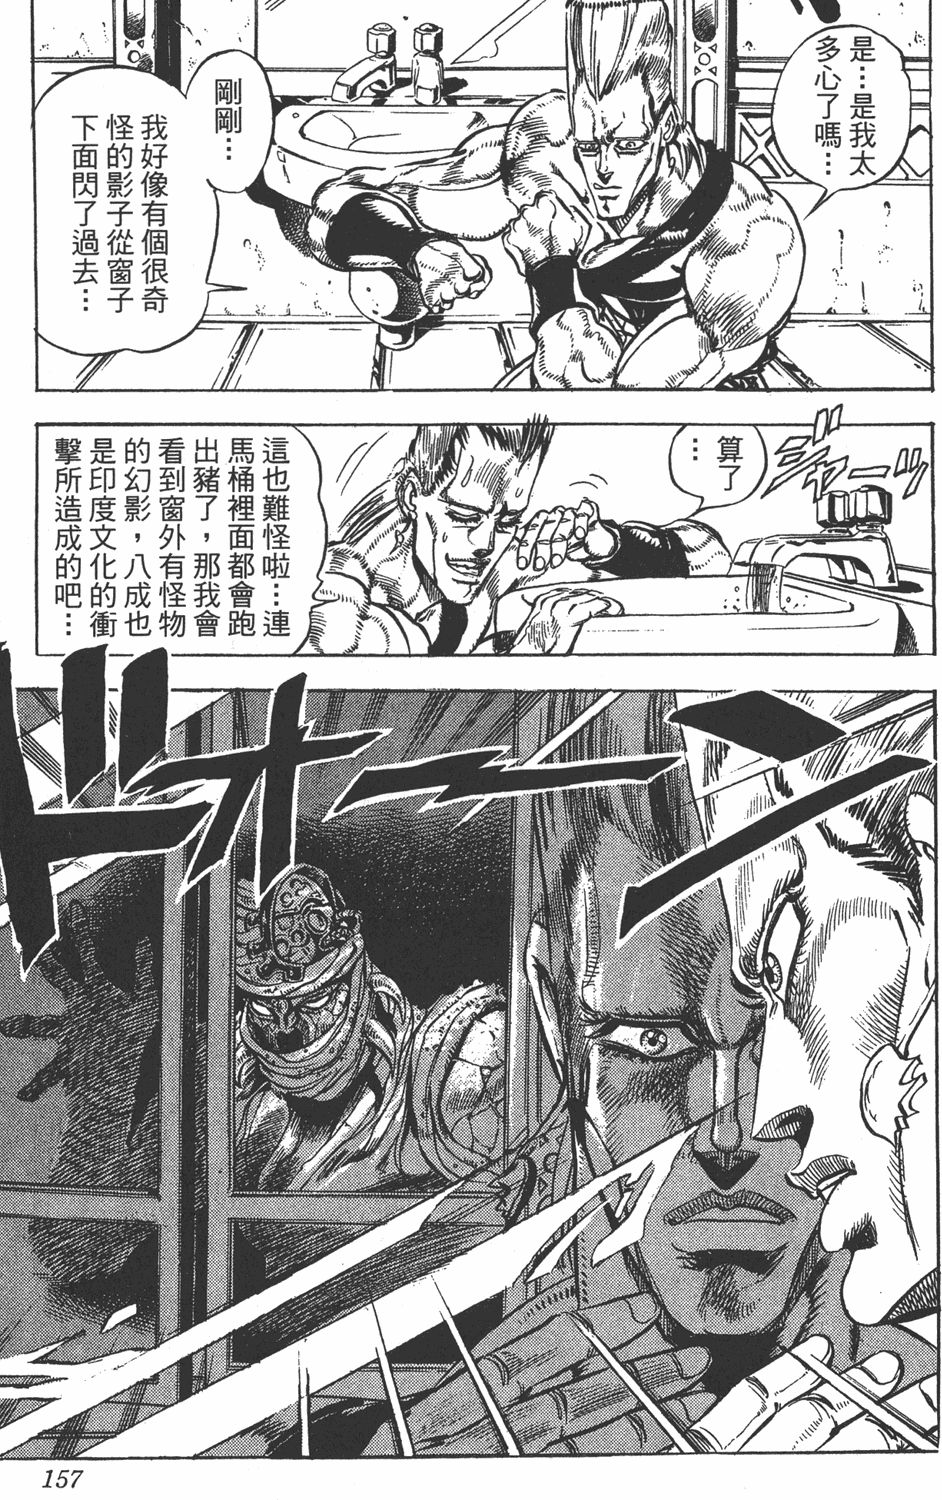 是…是我太
多心了嗎…
剛剛…
我好像有個很奇
怪的影子從窗子
下面閃了過去…
算了
…
這也難怪啦…連
馬桶裡面都會跑
出豬了，那我會
看到窗外有怪物
的幻影，八成也
是印度文化的衝
擊所造成的吧…
ジャーッ
ドオーン
157